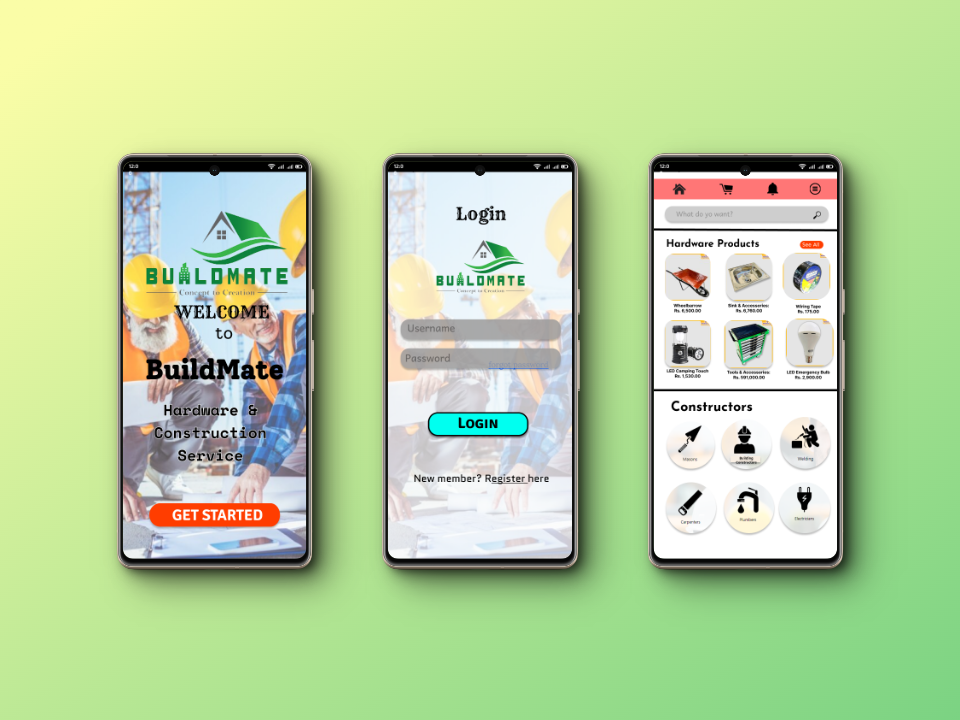 12:0
BUILDMATE
Concept to Creation
WELCOME
to
BuildMate
Hardware &
Construction
Service
GET STARTED
12:0
Login
BUILDMATE
Concept to Creation
Username
Password
LOGIN
New member? Register here
12:0
What do yo want?
Hardware Products
See All
Wheelbarrow
Rs. 6,500.00
Sint & Accessories:
Rs. 8,760.00
Wiring Tape
Rs. 175.00
LED Camping Touch
Rs. 1,530.00
Tools & Accessories:
Rs. 591,000.00
LED Emergency Bulb
Rs. 2,900.00
Constructors
Masons
Building
constructors
Welding
Carpenters
Plumbers
Electricians